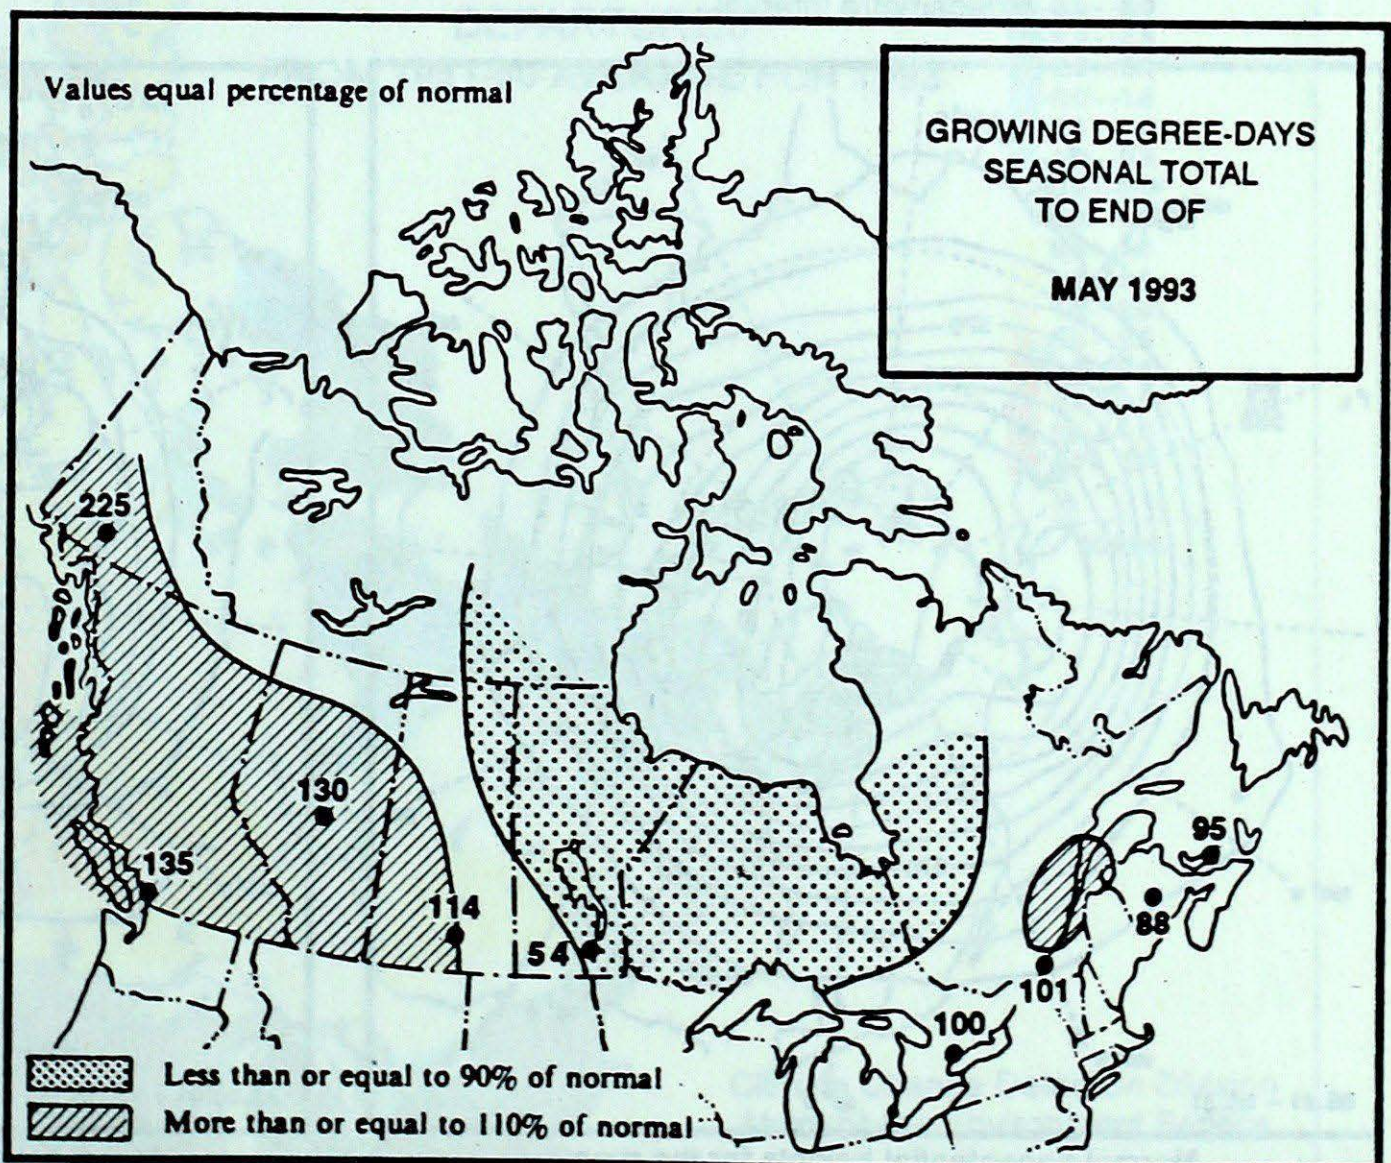 Values equal percentage of normal
GROWING DEGREE-DAYS
SEASONAL TOTAL
TO END OF
MAY 1993
225
130
135
114
54
95
88
101
100
Less than or equal to 90% of normal
More than or equal to 110% of normal